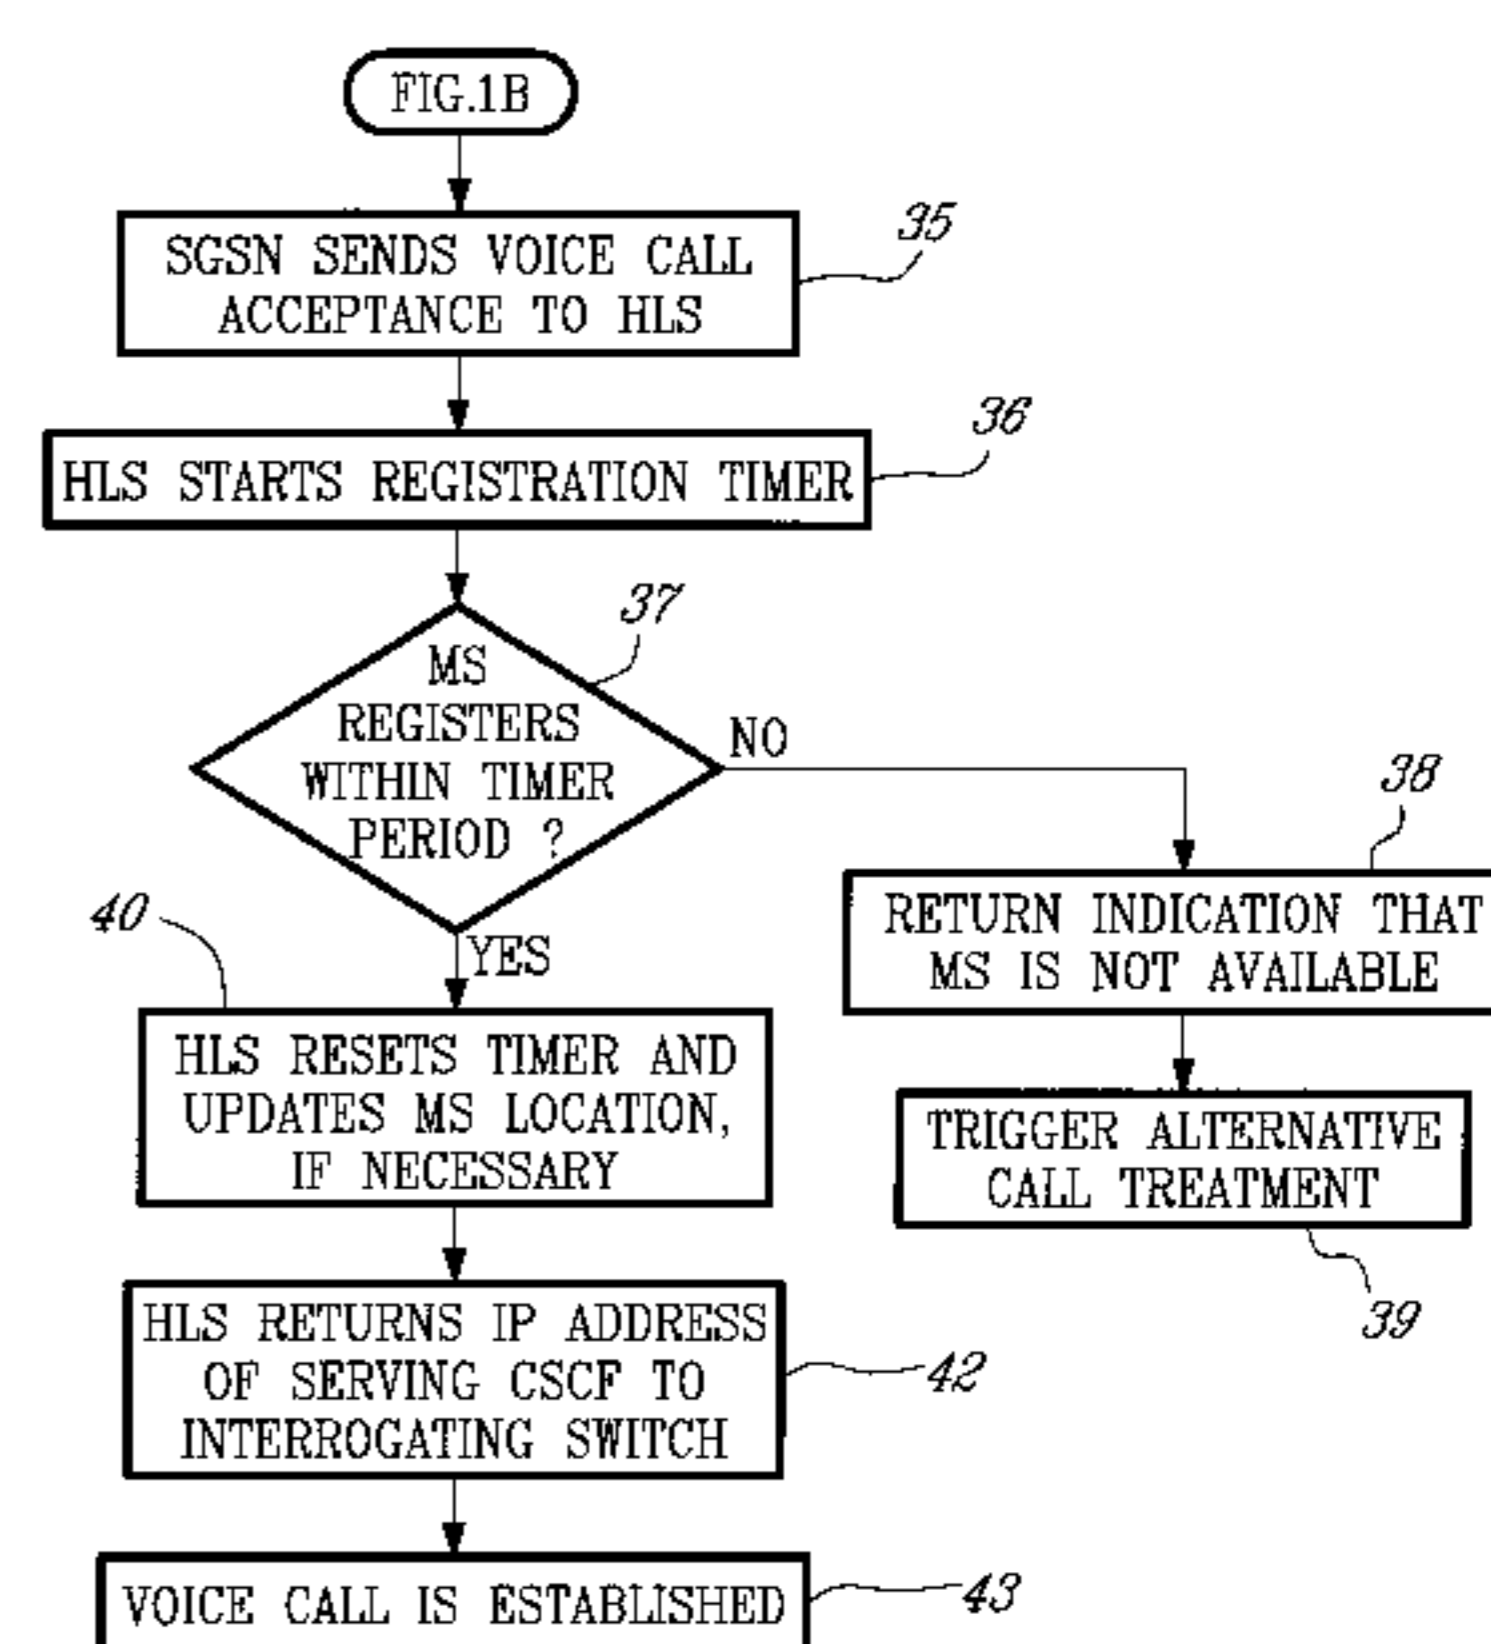 FIG.1B
SGSN SENDS VOICE CALL
ACCEPTANCE TO HLS
35
HLS STARTS REGISTRATION TIMER
36
37
MS
REGISTERS
WITHIN TIMER
PERIOD ?
NO
YES
38
RETURN INDICATION THAT
MS IS NOT AVAILABLE
40
HLS RESETS TIMER AND
UPDATES MS LOCATION,
IF NECESSARY
TRIGGER ALTERNATIVE
CALL TREATMENT
39
HLS RETURNS IP ADDRESS
OF SERVING CSCF TO
INTERROGATING SWITCH
42
VOICE CALL IS ESTABLISHED
43